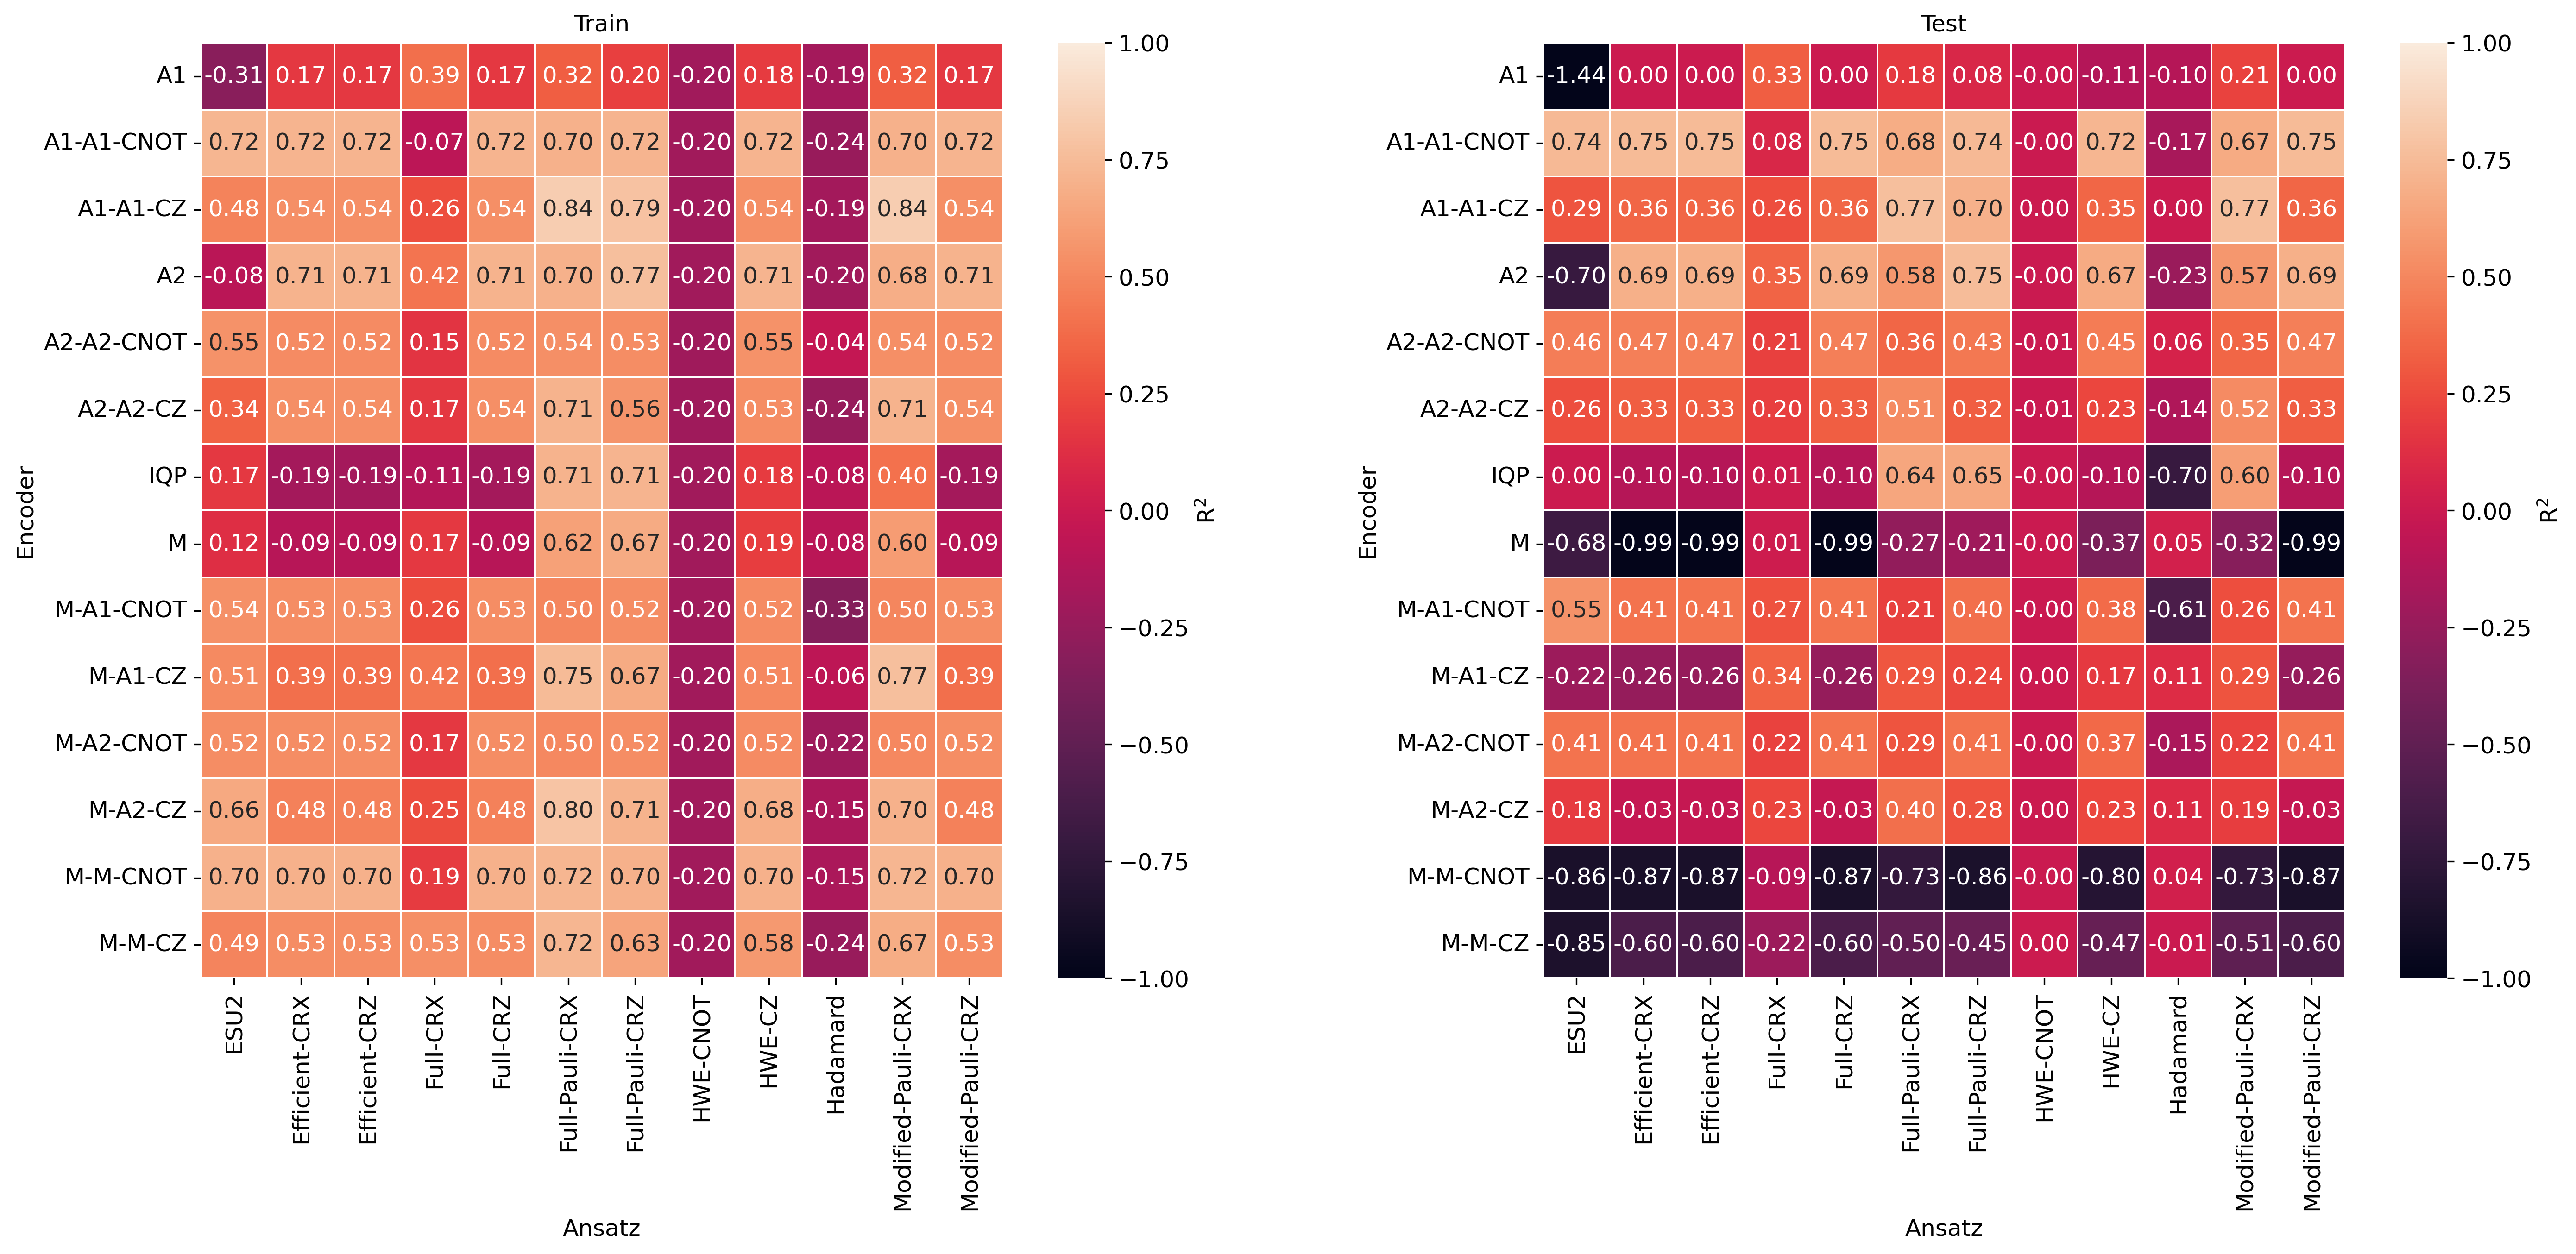 Train
A1 -0.31 0.17 0.17 0.39 0.17 0.32 0.20 -0.20 0.18 -0.19 0.32 0.17
A1-A1-CNOT 0.72 0.72 0.72 -0.07 0.72 0.70 0.72 -0.20 0.72 -0.24 0.70 0.72
A1-A1-CZ 0.48 0.54 0.54 0.26 0.54 0.84 0.79 -0.20 0.54 -0.19 0.84 0.54
A2 -0.08 0.71 0.71 0.42 0.71 0.70 0.77 -0.20 0.71 -0.20 0.68 0.71
A2-A2-CNOT 0.55 0.52 0.52 0.15 0.52 0.54 0.53 -0.20 0.55 -0.04 0.54 0.52
A2-A2-CZ 0.34 0.54 0.54 0.17 0.54 0.71 0.56 -0.20 0.53 -0.24 0.71 0.54
IQP 0.17 -0.19 -0.19 -0.11 -0.19 0.71 0.71 -0.20 0.18 -0.08 0.40 -0.19
M 0.12 -0.09 -0.09 0.17 -0.09 0.62 0.67 -0.20 0.19 -0.08 0.60 -0.09
M-A1-CNOT 0.54 0.53 0.53 0.26 0.53 0.50 0.52 -0.20 0.52 -0.33 0.50 0.53
M-A1-CZ 0.51 0.39 0.39 0.42 0.39 0.75 0.67 -0.20 0.51 -0.06 0.77 0.39
M-A2-CNOT 0.52 0.52 0.52 0.17 0.52 0.50 0.52 -0.20 0.52 -0.22 0.50 0.52
M-A2-CZ 0.66 0.48 0.48 0.25 0.48 0.80 0.71 -0.20 0.68 -0.15 0.70 0.48
M-M-CNOT 0.70 0.70 0.70 0.19 0.70 0.72 0.70 -0.20 0.70 -0.15 0.72 0.70
M-M-CZ 0.49 0.53 0.53 0.53 0.53 0.72 0.63 -0.20 0.58 -0.24 0.67 0.53
Encoder
ESU2
Efficient-CRX
Efficient-CRZ
Full-CRX
Full-CRZ
Full-Pauli-CRX
Full-Pauli-CRZ
HWE-CNOT
HWE-CZ
Hadamard
Modified-Pauli-CRX
Modified-Pauli-CRZ
Ansatz
1.00
0.75
0.50
0.25
0.00
−0.25
−0.50
−0.75
−1.00
R²
Test
A1 -1.44 0.00 0.00 0.33 0.00 0.18 0.08 -0.00 -0.11 -0.10 0.21 0.00
A1-A1-CNOT 0.74 0.75 0.75 0.08 0.75 0.68 0.74 -0.00 0.72 -0.17 0.67 0.75
A1-A1-CZ 0.29 0.36 0.36 0.26 0.36 0.77 0.70 0.00 0.35 0.00 0.77 0.36
A2 -0.70 0.69 0.69 0.35 0.69 0.58 0.75 -0.00 0.67 -0.23 0.57 0.69
A2-A2-CNOT 0.46 0.47 0.47 0.21 0.47 0.36 0.43 -0.01 0.45 0.06 0.35 0.47
A2-A2-CZ 0.26 0.33 0.33 0.20 0.33 0.51 0.32 -0.01 0.23 -0.14 0.52 0.33
IQP 0.00 -0.10 -0.10 0.01 -0.10 0.64 0.65 -0.00 -0.10 -0.70 0.60 -0.10
M -0.68 -0.99 -0.99 0.01 -0.99 -0.27 -0.21 -0.00 -0.37 0.05 -0.32 -0.99
M-A1-CNOT 0.55 0.41 0.41 0.27 0.41 0.21 0.40 -0.00 0.38 -0.61 0.26 0.41
M-A1-CZ -0.22 -0.26 -0.26 0.34 -0.26 0.29 0.24 0.00 0.17 0.11 0.29 -0.26
M-A2-CNOT 0.41 0.41 0.41 0.22 0.41 0.29 0.41 -0.00 0.37 -0.15 0.22 0.41
M-A2-CZ 0.18 -0.03 -0.03 0.23 -0.03 0.40 0.28 0.00 0.23 0.11 0.19 -0.03
M-M-CNOT -0.86 -0.87 -0.87 -0.09 -0.87 -0.73 -0.86 -0.00 -0.80 0.04 -0.73 -0.87
M-M-CZ -0.85 -0.60 -0.60 -0.22 -0.60 -0.50 -0.45 0.00 -0.47 -0.01 -0.51 -0.60
Encoder
ESU2
Efficient-CRX
Efficient-CRZ
Full-CRX
Full-CRZ
Full-Pauli-CRX
Full-Pauli-CRZ
HWE-CNOT
HWE-CZ
Hadamard
Modified-Pauli-CRX
Modified-Pauli-CRZ
Ansatz
1.00
0.75
0.50
0.25
0.00
−0.25
−0.50
−0.75
−1.00
R²